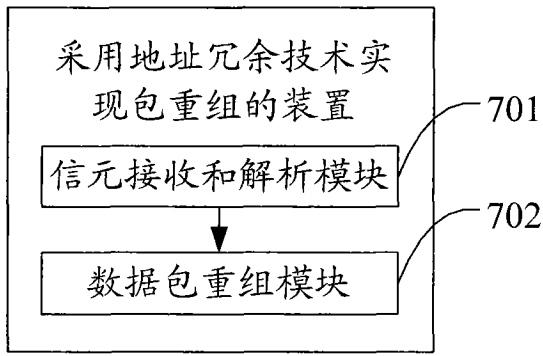 采用地址冗余技术实
现包重组的装置
701
信元接收和解析模块
702
数据包重组模块